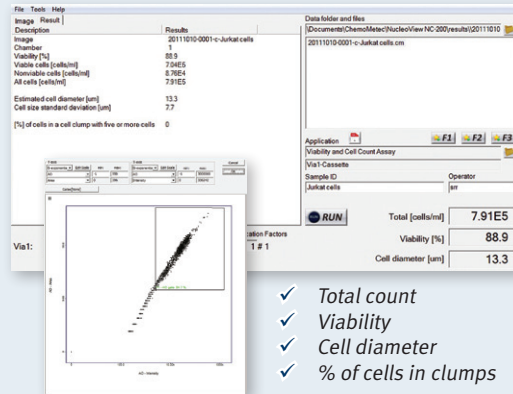 File Tools Help
Image Result
Description Results
Image 20111010-0001-c-Jurkat cells
Chamber 1
Viability [%] 88.9
Viable cells [cells/ml] 7.04E5
Nonviable cells [cells/ml] 8.76E4
All cells [cells/ml] 7.91E5
Estimated cell diameter [um] 13.3
Cell size standard deviation [um] 7.7
[%] of cells in a cell clump with five or more cells 0
Data folder and files
\Documents\ChemoMetec\NucleoView NC-200\results\20111010
20111010-0001-c-Jurkat cells.cm
Application F1 F2 F3
Viability and Cell Count Assay
Via1-Cassette
Sample ID Operator
Jurkat cells
RUN
Total [cells/ml] 7.91E5
Viability [%] 88.9
Cell diameter [um] 13.3
Via1:
1 # 1
✓ Total count
✓ Viability
✓ Cell diameter
✓ % of cells in clumps